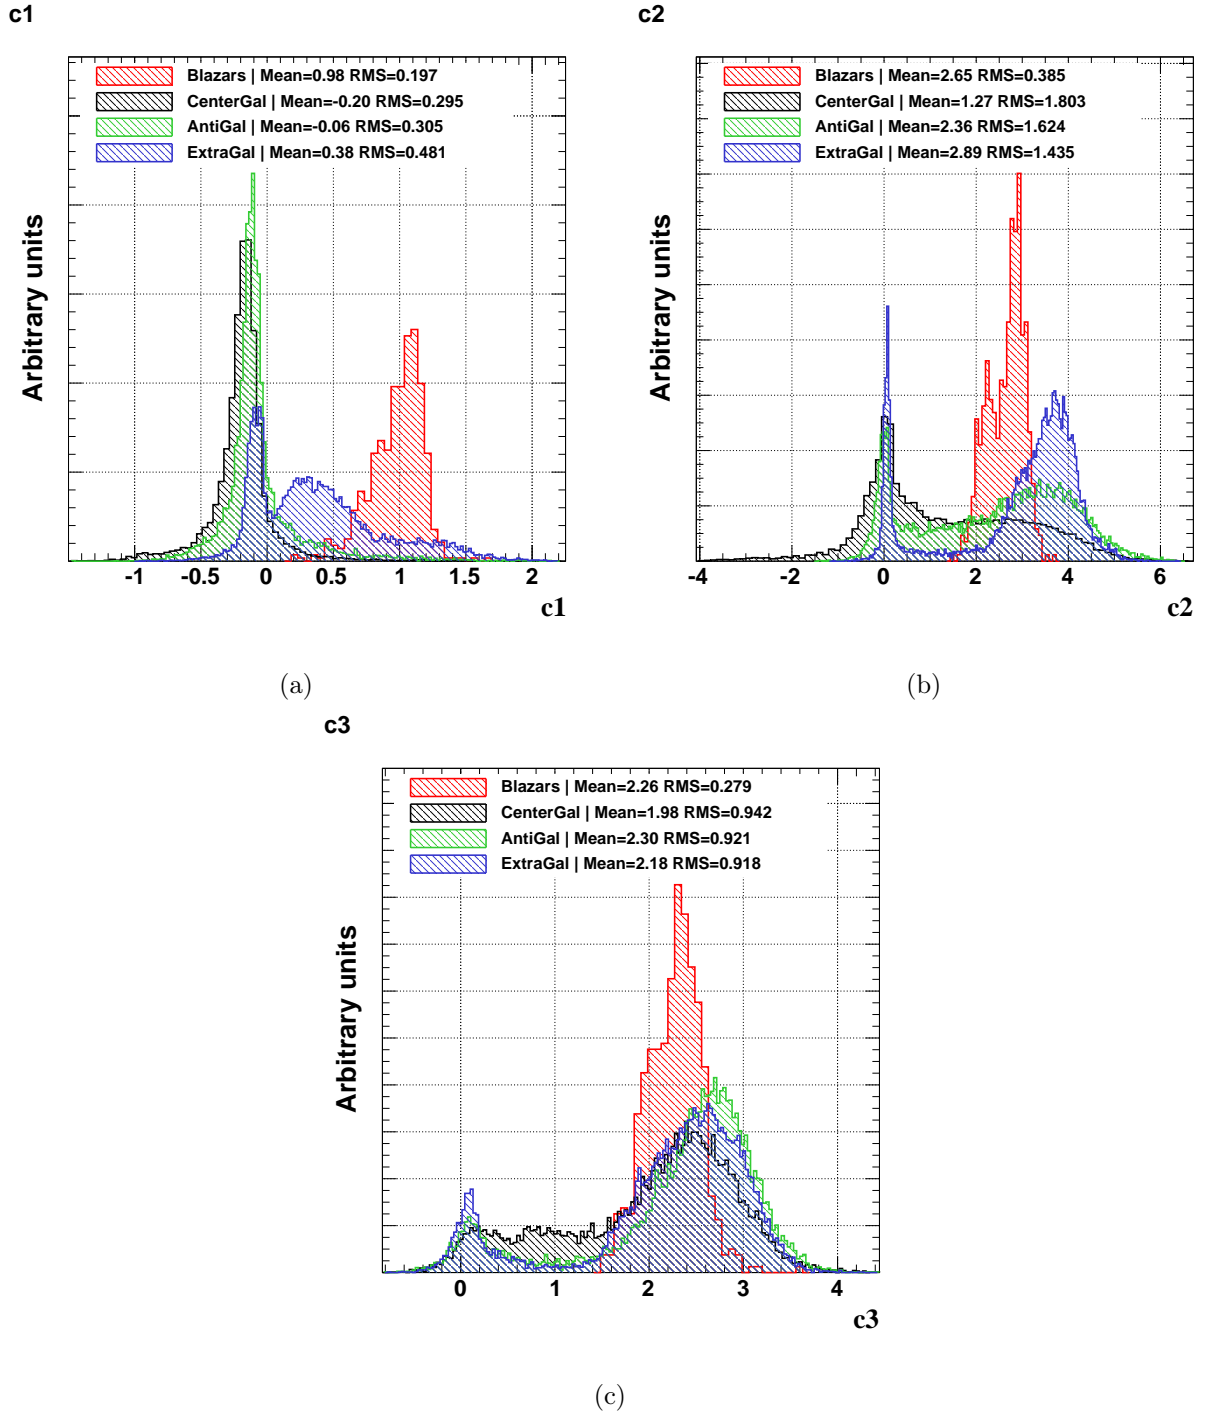 c1
Blazars | Mean=0.98 RMS=0.197
CenterGal | Mean=-0.20 RMS=0.295
AntiGal | Mean=-0.06 RMS=0.305
ExtraGal | Mean=0.38 RMS=0.481
Arbitrary units
-1 -0.5 0 0.5 1 1.5 2
c1
(a)
c2
Blazars | Mean=2.65 RMS=0.385
CenterGal | Mean=1.27 RMS=1.803
AntiGal | Mean=2.36 RMS=1.624
ExtraGal | Mean=2.89 RMS=1.435
Arbitrary units
-4 -2 0 2 4 6
c2
(b)
c3
Blazars | Mean=2.26 RMS=0.279
CenterGal | Mean=1.98 RMS=0.942
AntiGal | Mean=2.30 RMS=0.921
ExtraGal | Mean=2.18 RMS=0.918
Arbitrary units
0 1 2 3 4
c3
(c)